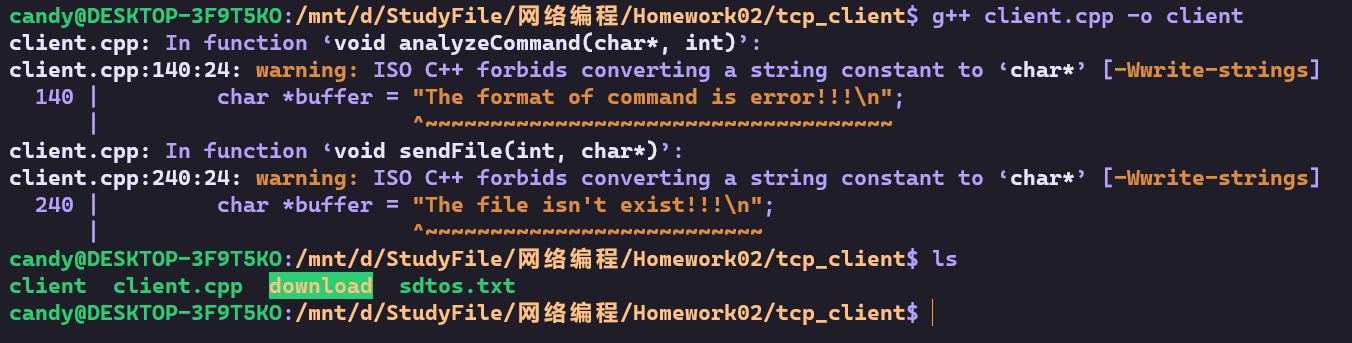 candy@DESKTOP-3F9T5KO:/mnt/d/StudyFile/网络编程/Homework02/tcp_client$ g++ client.cpp -o client
client.cpp: In function ‘void analyzeCommand(char*, int)’:
client.cpp:140:24: warning: ISO C++ forbids converting a string constant to ‘char*’ [-Wwrite-strings]
  140 |         char *buffer = "The format of command is error!!!\n";
      |                        ^~~~~~~~~~~~~~~~~~~~~~~~~~~~~~~~~~~~~
client.cpp: In function ‘void sendFile(int, char*)’:
client.cpp:240:24: warning: ISO C++ forbids converting a string constant to ‘char*’ [-Wwrite-strings]
  240 |         char *buffer = "The file isn't exist!!!\n";
      |                        ^~~~~~~~~~~~~~~~~~~~~~~~~~~
candy@DESKTOP-3F9T5KO:/mnt/d/StudyFile/网络编程/Homework02/tcp_client$ ls
client  client.cpp  download  sdtos.txt
candy@DESKTOP-3F9T5KO:/mnt/d/StudyFile/网络编程/Homework02/tcp_client$